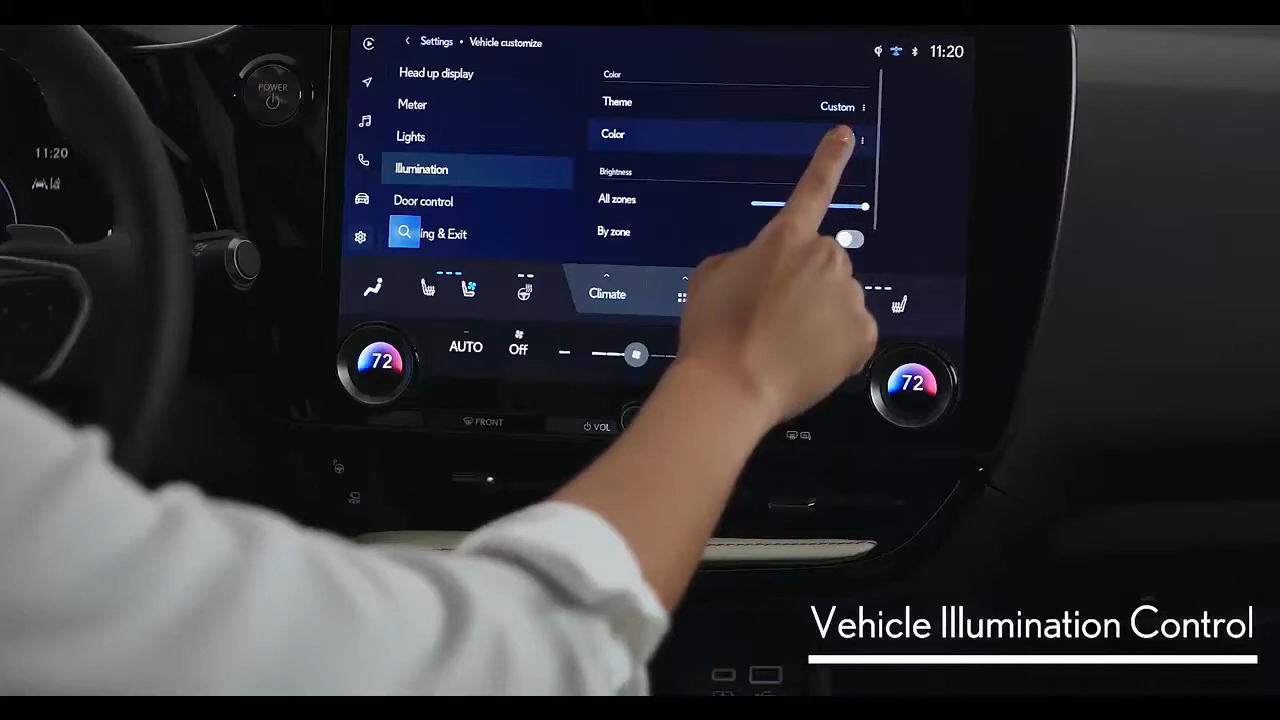 Settings • Vehicle customize
11:20
Head up display
Color
POWER
Meter
Theme
Custom
Lights
Color
11:20
Illumination
Brightness
Door control
All zones
ing & Exit
By zone
Climate
AUTO
Off
72
72
FRONT
VOL
Vehicle Illumination Control